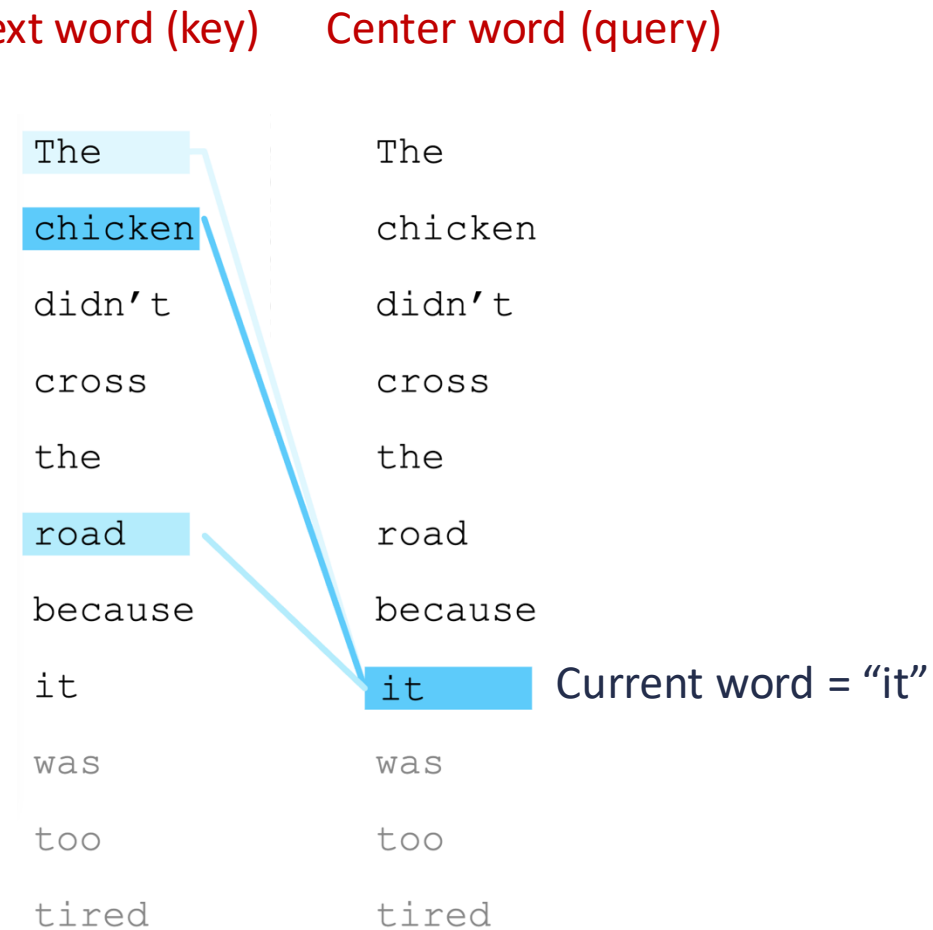 word (key) Center word (query)
The The
chicken chicken
didn't didn't
cross cross
the the
road road
because because
it it Current word = “it”
was was
too too
tired tired